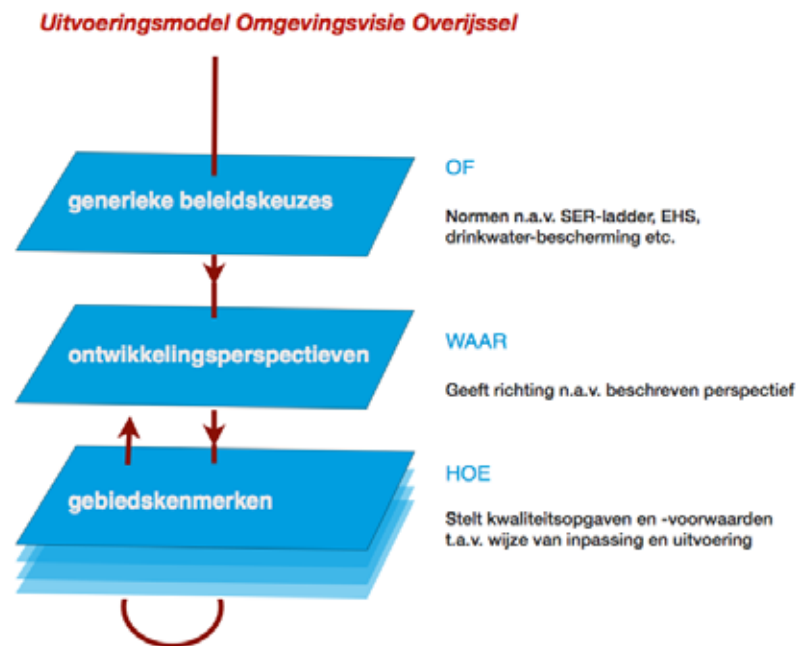 Uitvoeringsmodel Omgevingsvisie Overijssel
generieke beleidskeuzes
OF
Normen n.a.v. SER-ladder, EHS,
drinkwater-bescherming etc.
ontwikkelingsperspectieven
WAAR
Geeft richting n.a.v. beschreven perspectief
gebiedskenmerken
HOE
Stelt kwaliteitsopgaven en -voorwaarden
t.a.v. wijze van inpassing en uitvoering